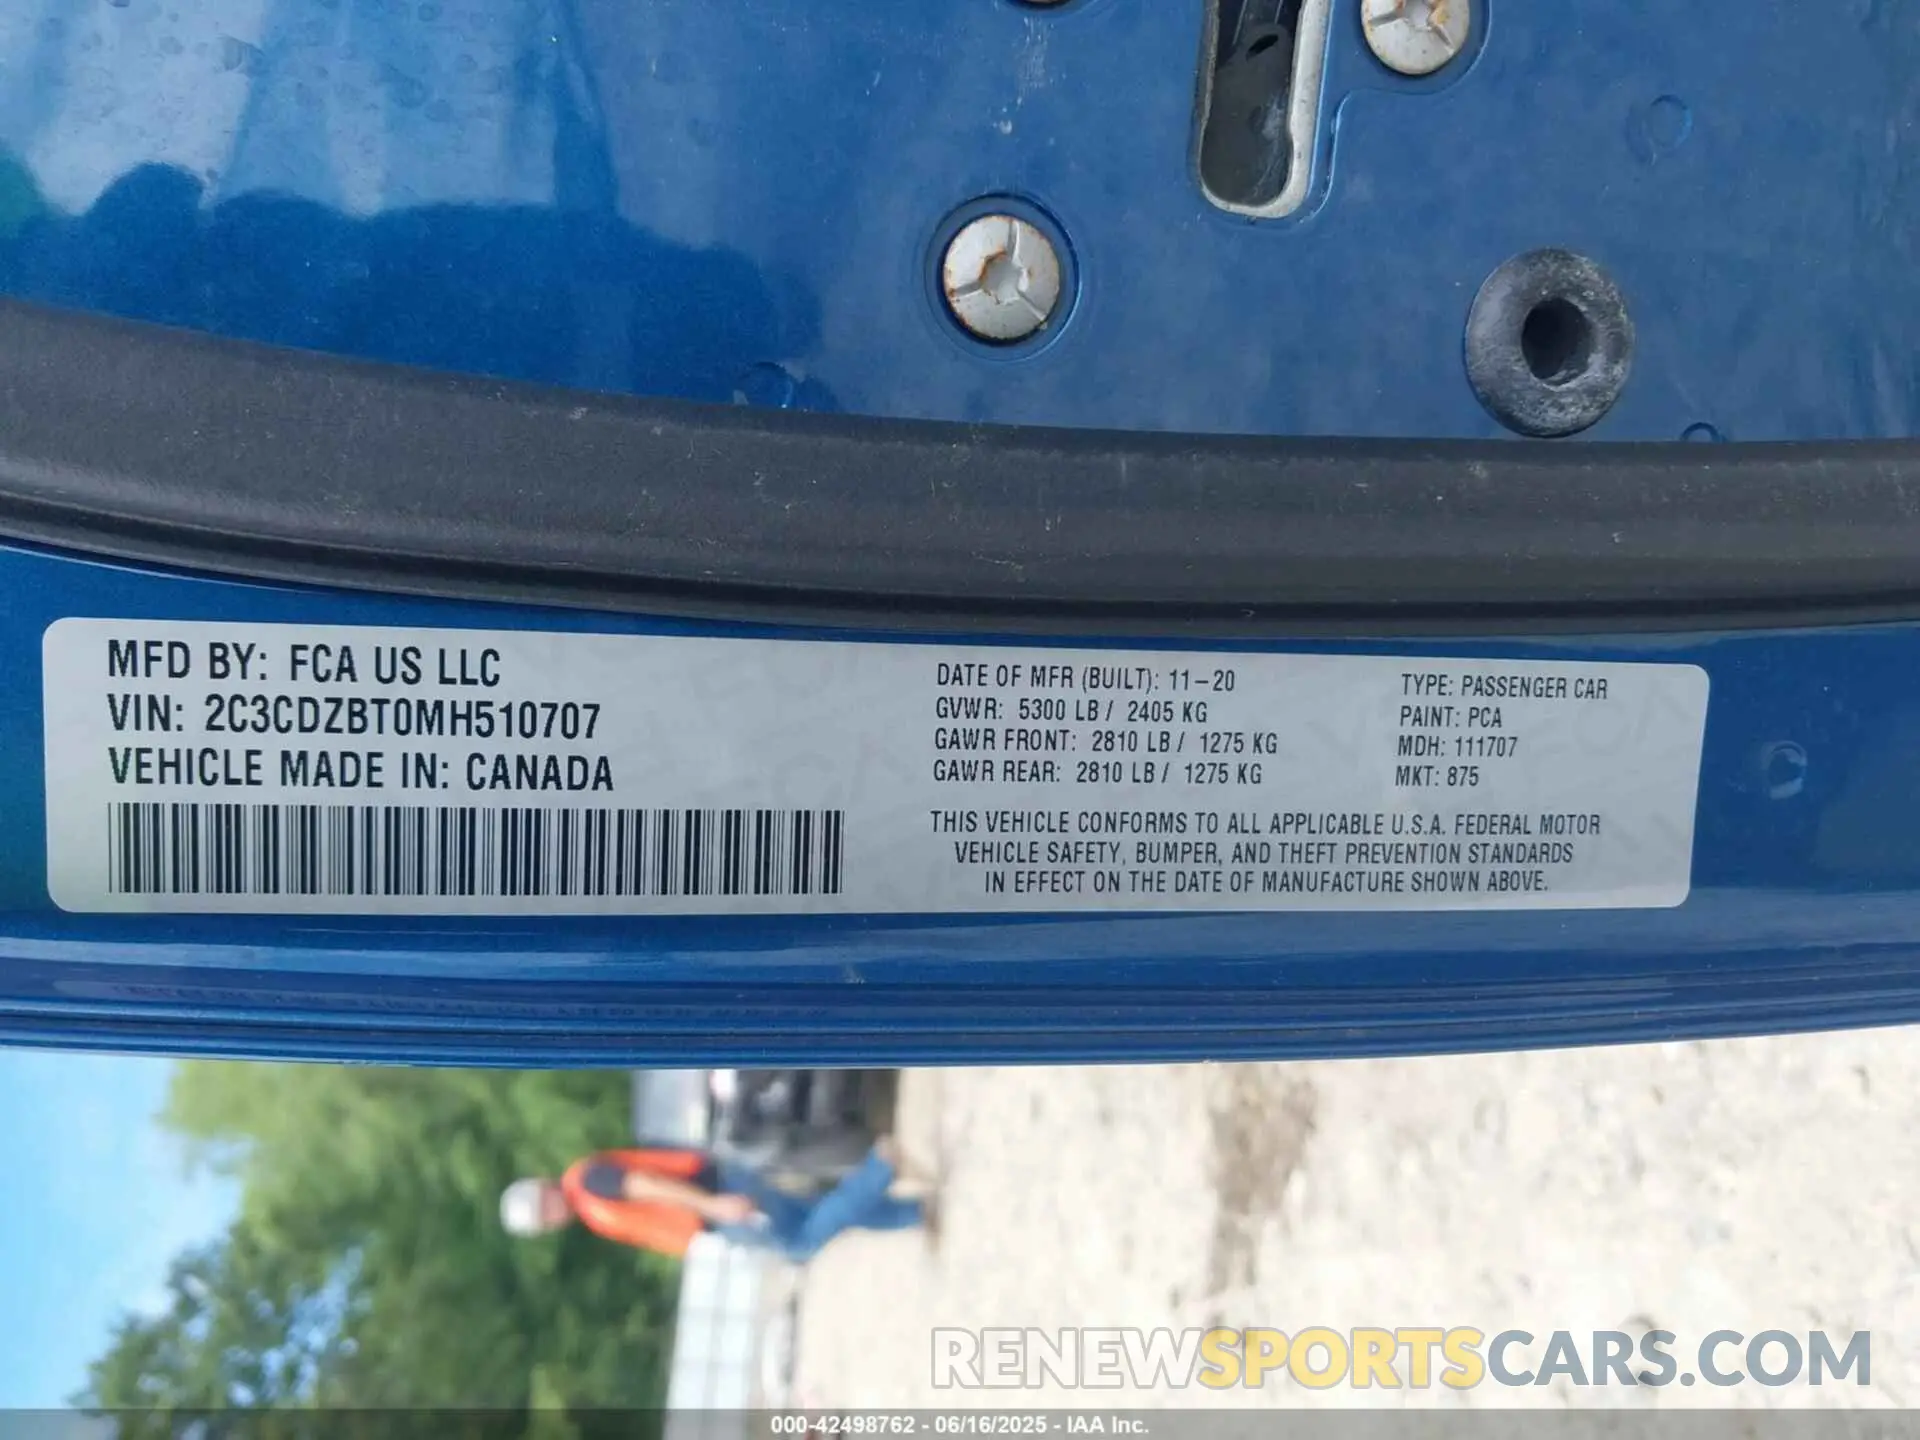 MFD BY: FCA US LLC
VIN: 2C3CDZBT0MH510707
VEHICLE MADE IN: CANADA
DATE OF MFR (BUILT): 11-20
GVWR: 5300 LB / 2405 KG
GAWR FRONT: 2810 LB / 1275 KG
GAWR REAR: 2810 LB / 1275 KG
TYPE: PASSENGER CAR
PAINT: PCA
MDH: 111707
MKT: 875
THIS VEHICLE CONFORMS TO ALL APPLICABLE U.S.A. FEDERAL MOTOR
VEHICLE SAFETY, BUMPER, AND THEFT PREVENTION STANDARDS
IN EFFECT ON THE DATE OF MANUFACTURE SHOWN ABOVE.
RENEWSPORTSCARS.COM
000-42498762 - 06/16/2025 - IAA Inc.